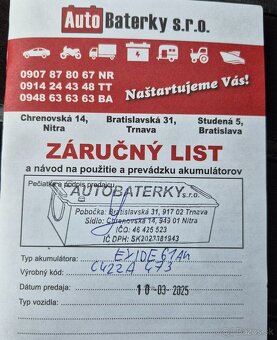 AutoBaterky s.r.o.
0907 87 80 67 NR
0914 24 43 48 TT
0948 63 63 63 BA
Naštartujeme Vás!
Chrenovská 14, Nitra
Bratislavská 31, Trnava
Studená 5, Bratislava
ZÁRUČNÝ LIST
a návod na použitie a prevádzku akumulátorov
Pečiatka a podpis predajcu
AUTOBATERKY s.r.o.
Pobočka: Bratislavská 31, 917 02 Trnava
Sídlo: Chrenovská 14, 949 01 Nitra
IČO: 46 425 523
IČ DPH: SK2023381943
Typ akumulátora: EXIDE 61Ah
Výrobný kód: C422A 473
Dátum predaja: 10 -03- 2025
Typ vozidla: